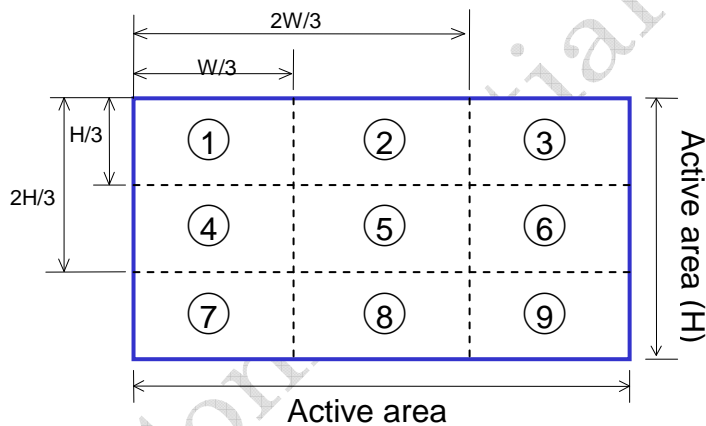 2W/3
W/3
H/3
2H/3
① ② ③
④ ⑤ ⑥
⑦ ⑧ ⑨
Active area (H)
Active area